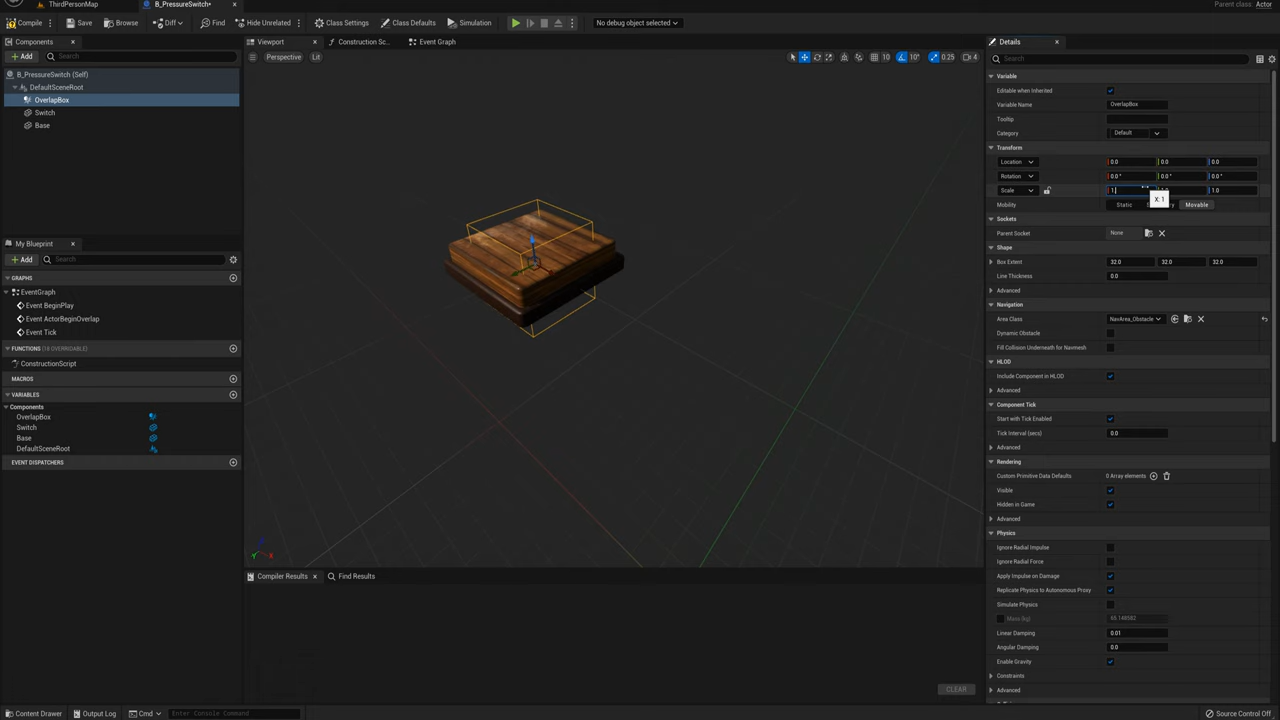 ThirdPersonMap
B_PressureSwitch*
Parent class: Actor
Compile
Save
Browse
Diff
Find
Hide Unrelated
Class Settings
Class Defaults
Simulation
No debug object selected
Components
Viewport
Construction Sc...
Event Graph
Details
Add
Search
Perspective
Lit
10
10°
0.25
4
Search
B_PressureSwitch (Self)
DefaultSceneRoot
OverlapBox
Switch
Base
Variable
Editable when Inherited
Variable Name
OverlapBox
Tooltip
Category
Default
Transform
Location
0.0
0.0
0.0
Rotation
0.0 °
0.0 °
0.0 °
Scale
1
1.0
X: 1
Mobility
Static
Movable
Sockets
Parent Socket
None
Shape
Box Extent
32.0
32.0
32.0
Line Thickness
0.0
Advanced
Navigation
Area Class
NavArea_Obstacle
Dynamic Obstacle
Fill Collision Underneath for Navmesh
HLOD
Include Component in HLOD
Advanced
Component Tick
Start with Tick Enabled
Tick Interval (secs)
0.0
Advanced
Rendering
Custom Primitive Data Defaults
0 Array elements
Visible
Hidden in Game
Advanced
Physics
Ignore Radial Impulse
Ignore Radial Force
Apply Impulse on Damage
Replicate Physics to Autonomous Proxy
Simulate Physics
Mass (kg)
Linear Damping
0.01
Angular Damping
0.0
Enable Gravity
Constraints
Advanced
My Blueprint
Add
Search
GRAPHS
EventGraph
Event BeginPlay
Event ActorBeginOverlap
Event Tick
FUNCTIONS (18 OVERRIDABLE)
ConstructionScript
MACROS
VARIABLES
Components
OverlapBox
Switch
Base
DefaultSceneRoot
EVENT DISPATCHERS
Z
Y
X
Compiler Results
Find Results
CLEAR
Content Drawer
Output Log
Cmd
Enter Console Command
Source Control Off